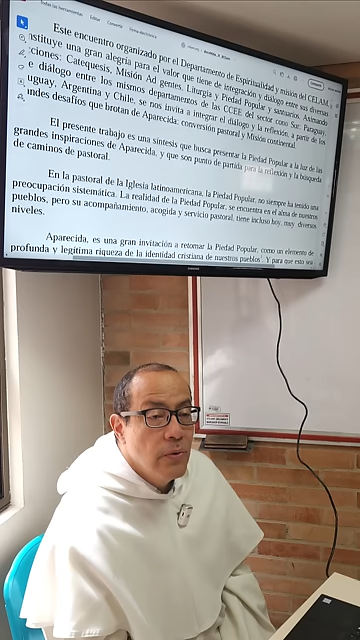 Todas las herramientas Editar Convertir Firma electrónica
Este encuentro organizado por el Departamento de Espiritualidad y misión del CELAM,
nstituye una gran alegría para el valor que tiene de integración y diálogo entre sus diversas
ciones: Catequesis, Misión Ad gentes, Liturgia y Piedad Popular y santuarios. Animando
e diálogo entre los mismos departamentos de las CCEE del sector cono Sur: Paraguay,
uguay, Argentina y Chile, se nos invita a integrar el diálogo y la reflexión, a partir de los
andes desafíos que brotan de Aparecida: conversión pastoral y Misión continental.
El presente trabajo es una síntesis que busca presentar la Piedad Popular a la luz de las
grandes inspiraciones de Aparecida, y que son punto de partida para la reflexión y la búsqueda
de caminos de pastoral.
En la pastoral de la Iglesia latinoamericana, la Piedad Popular, no siempre ha tenido una
preocupación sistemática. La realidad de la Piedad Popular, se encuentra en el alma de nuestros
pueblos, pero su acompañamiento, acogida y servicio pastoral, tiene incluso hoy, muy diversos
niveles.
Aparecida, es una gran invitación a retomar la Piedad Popular, como un elemento de
profunda y legítima riqueza de la identidad cristiana de nuestros pueblos¹. Y para que esto sea
SAMSUNG